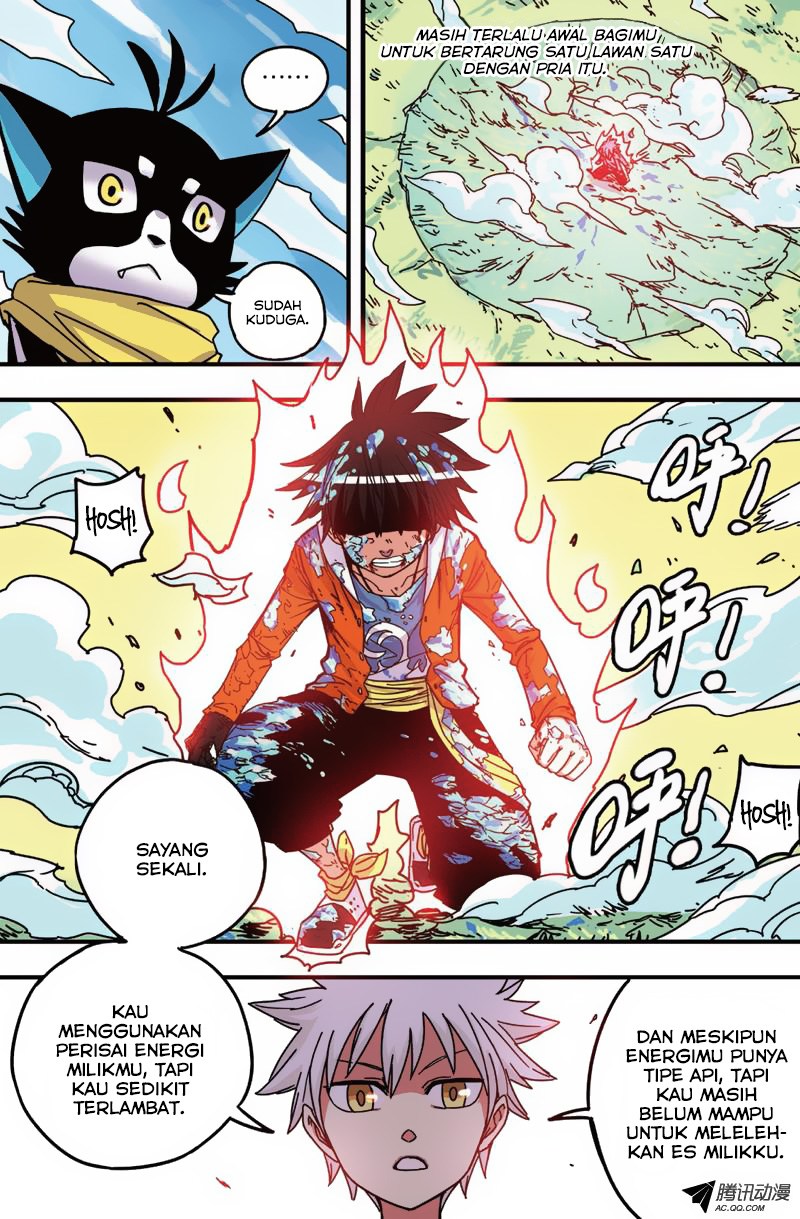 ......
SUDAH
KUDUGA.
MASIH TERLALU AWAL BAGIMU,
UNTUK BERTARUNG SATU LAWAN SATU
DENGAN PRIA ITU.
HOSH!
呼!
呼!
呼!
HOSH!
SAYANG
SEKALI.
KAU
MENGGUNAKAN
PERISAI ENERGI
MILIKMU, TAPI
KAU SEDIKIT
TERLAMBAT.
DAN MESKIPUN
ENERGIMU PUNYA
TIPE API, TAPI
KAU MASIH
BELUM MAMPU
UNTUK MELELEH-
KAN ES MILIKKU.
腾讯动漫
AC.QQ.COM